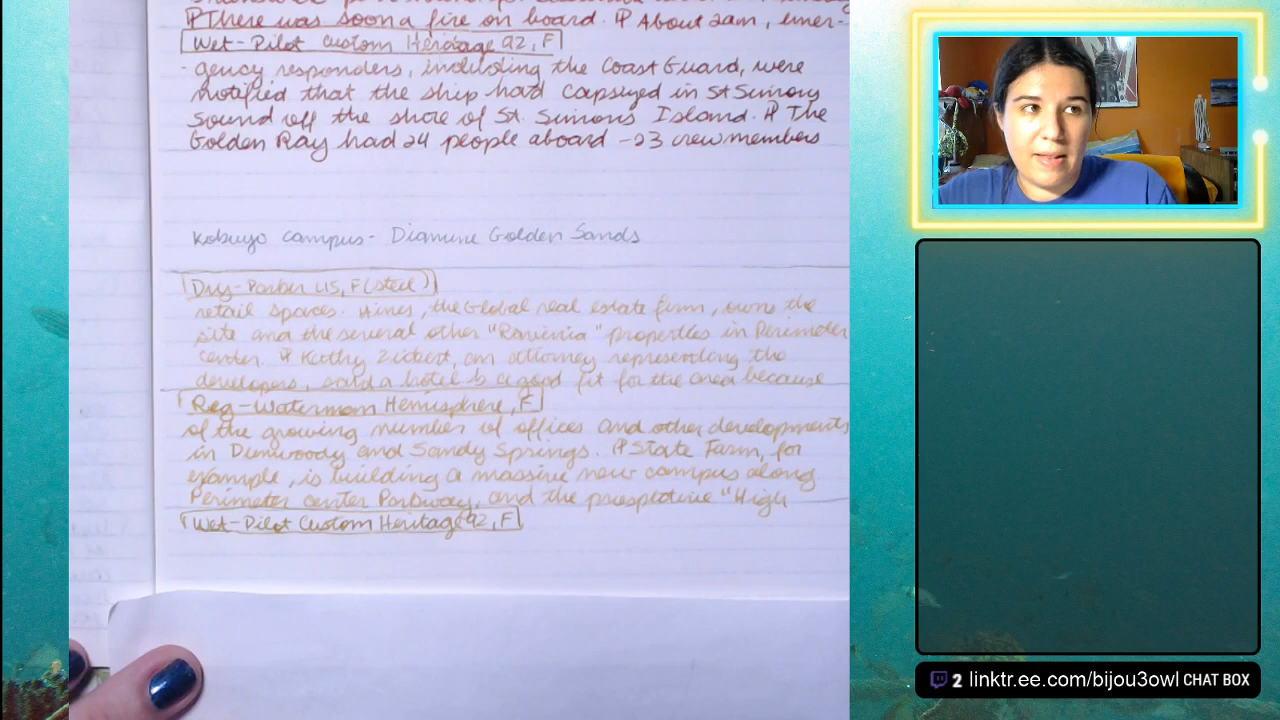 ¶There was soon a fire on board. ¶ About 2am, emer-
Wet-Pilot Custom Heritage 92, F
gency responders, including the Coast Guard, were
notified that the ship had capsyzed in St Simons
Sound off the shore of St. Simons Island. ¶ The
Golden Ray had 24 people aboard -23 crewmembers
Kobuyo Campus - Diamine Golden Sands
Dry-Parker 45, F (steel)
retail spaces. Hines, the Global real estate firm, owns the
site and the several other "Ravinia" properties in Perimeter
center. ¶ Kathy Zickert, an attorney representing the
developers, said a hotel is a good fit for the area because
Reg-Waterman Hemisphere, F
of the growing number of offices and other developments
in Dunwoody and Sandy Springs. ¶ State Farm, for
example, is building a massive new campus along
Perimeter Center Parkway, and the prospective "High
Wet-Pilot Custom Heritage 92, F
2 linktr.ee.com/bijou3owl CHAT BOX